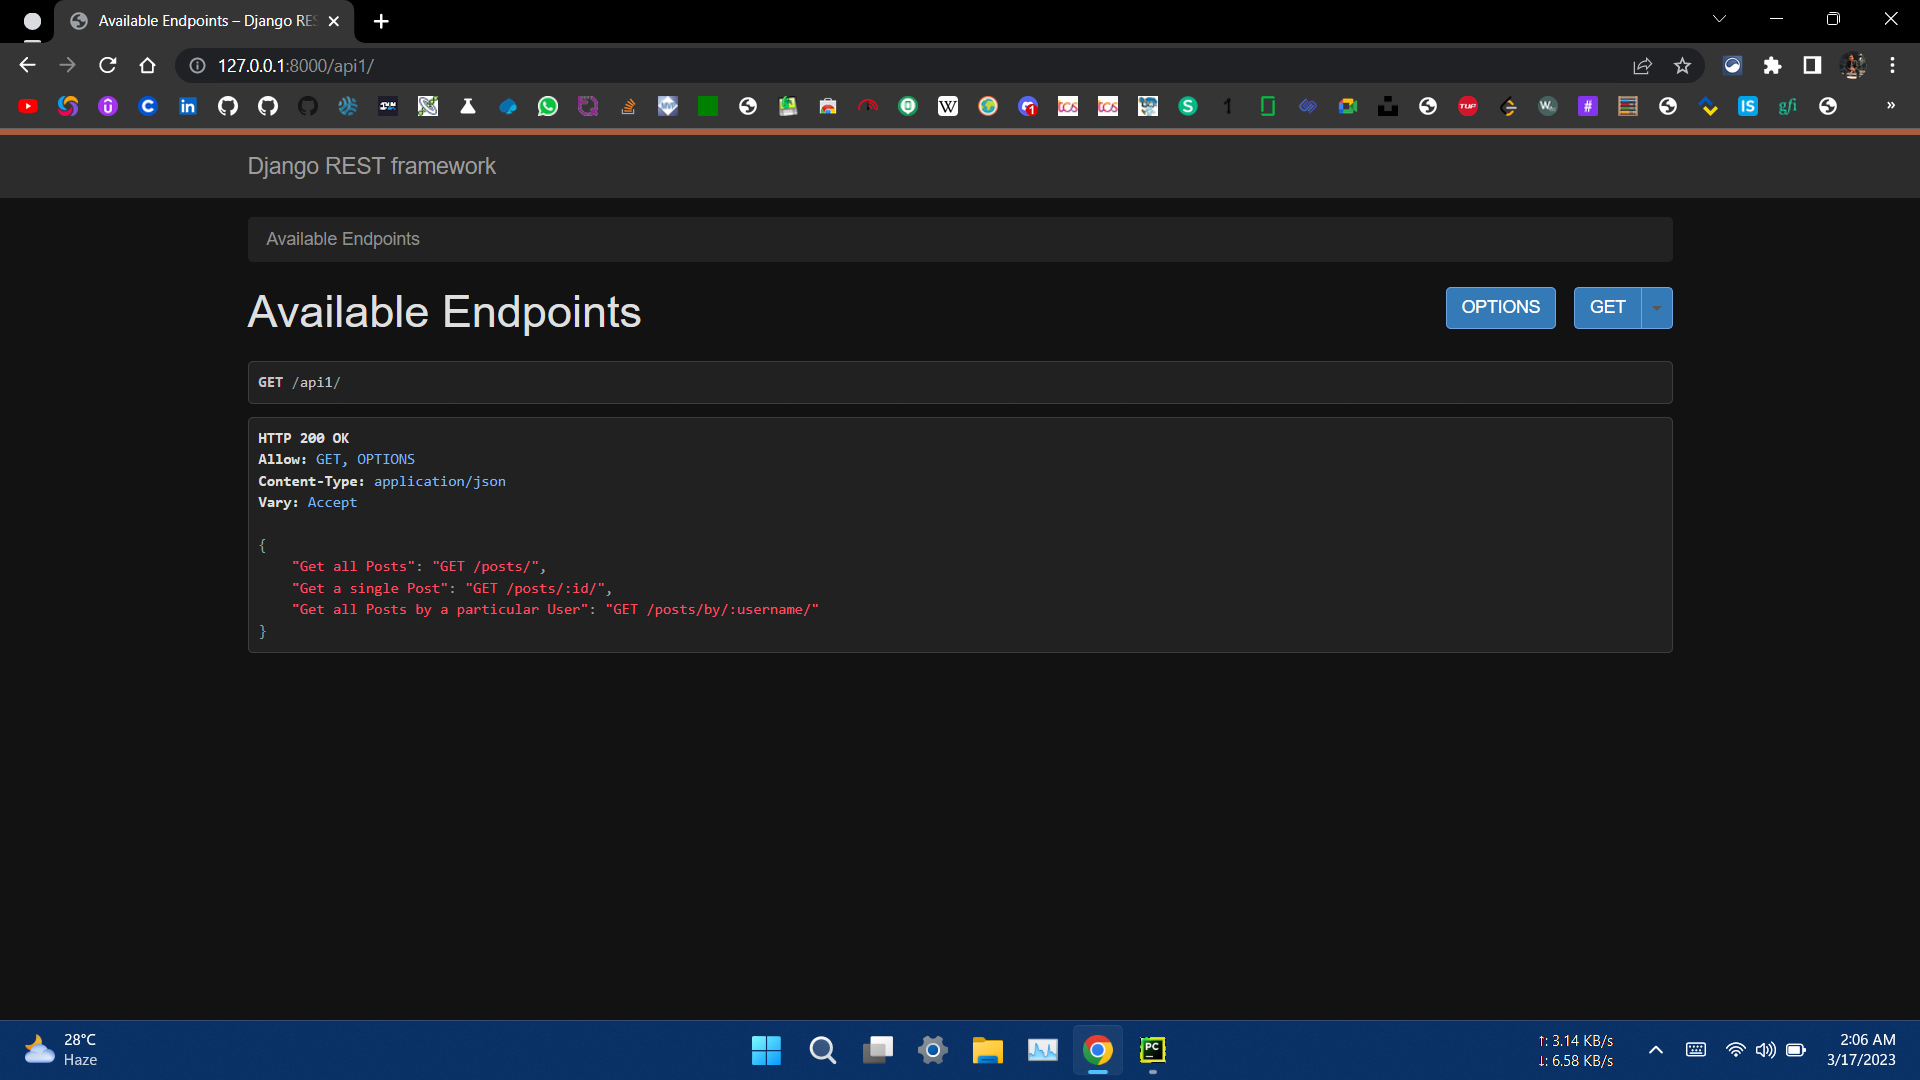 Available Endpoints – Django RES
127.0.0.1:8000/api1/
Django REST framework
Available Endpoints
Available Endpoints
OPTIONS
GET
GET /api1/
HTTP 200 OK
Allow: GET, OPTIONS
Content-Type: application/json
Vary: Accept
{
"Get all Posts": "GET /posts/",
"Get a single Post": "GET /posts/:id/",
"Get all Posts by a particular User": "GET /posts/by/:username/"
}
28°C
Haze
↑: 3.14 KB/s
↓: 6.58 KB/s
2:06 AM
3/17/2023